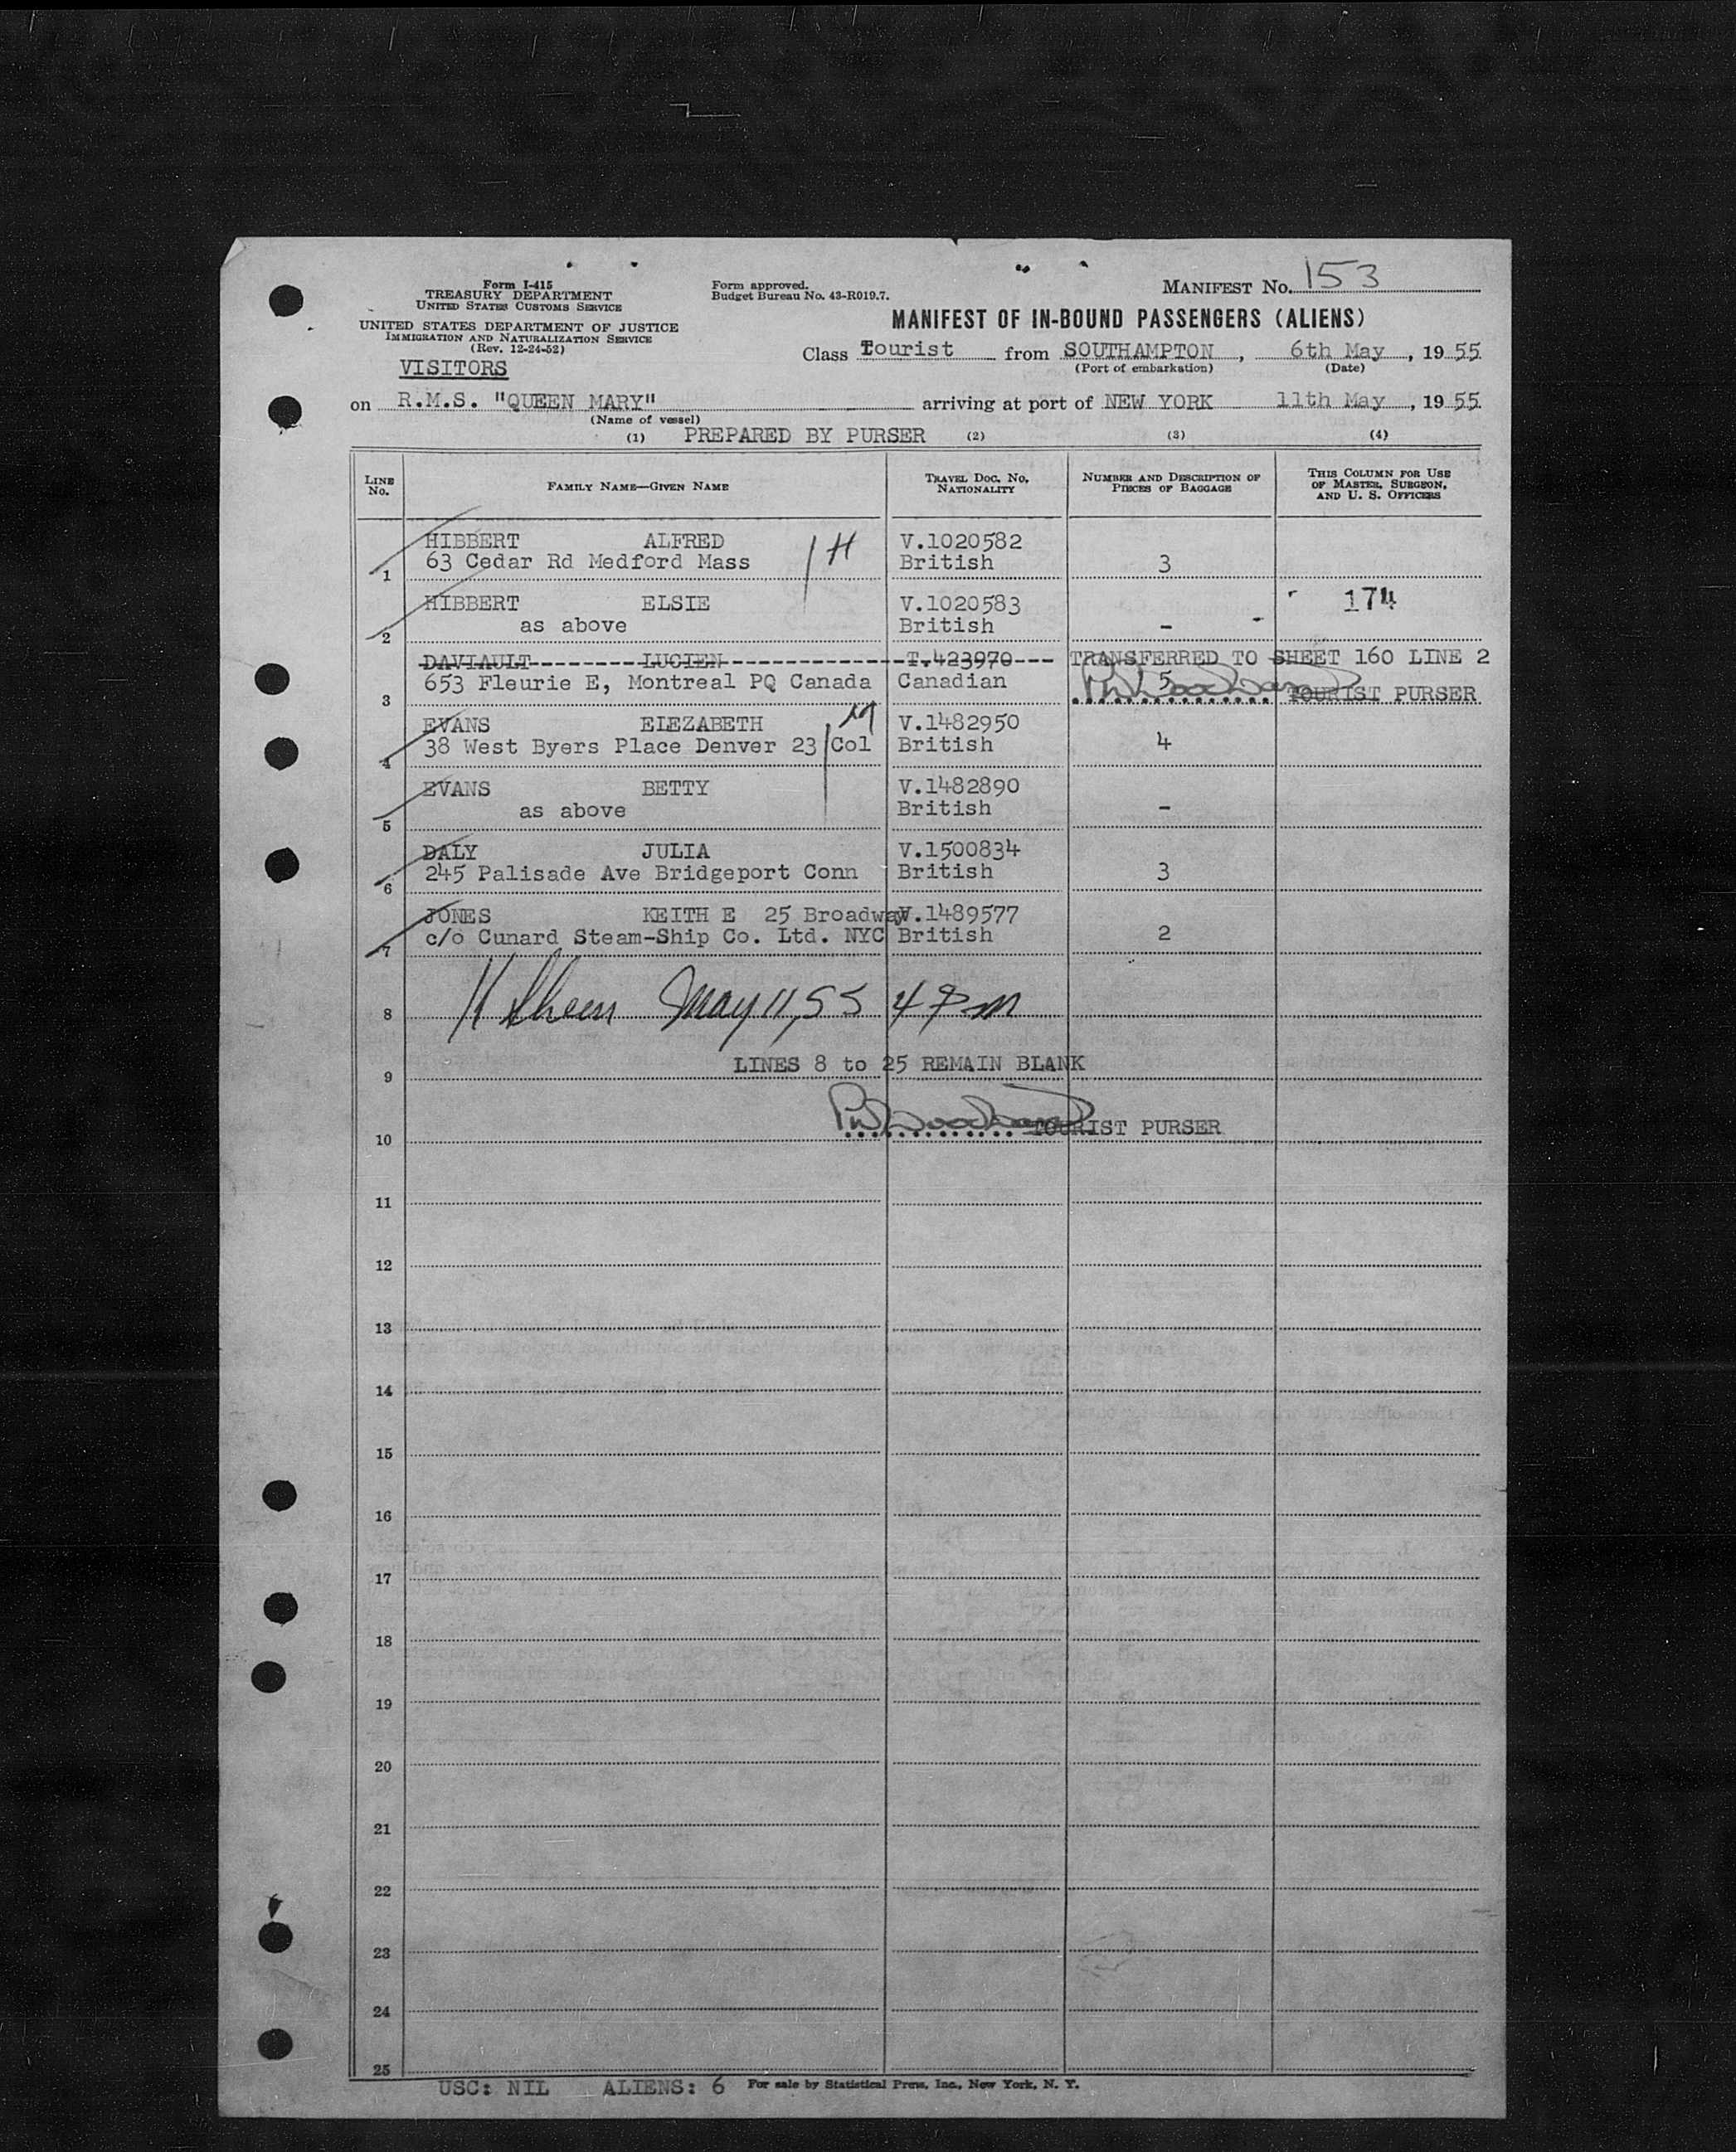 Form I-415
TREASURY DEPARTMENT
UNITED STATES CUSTOMS SERVICE
UNITED STATES DEPARTMENT OF JUSTICE
IMMIGRATION AND NATURALIZATION SERVICE
(Rev. 12-24-52)
VISITORS
Form approved.
Budget Bureau No. 43-R019.7.
MANIFEST No. 153
MANIFEST OF IN-BOUND PASSENGERS (ALIENS)
Class Tourist from SOUTHAMPTON, 6th May, 19 55
(Port of embarkation) (Date)
on R.M.S. "QUEEN MARY" arriving at port of NEW YORK 11th May, 19 55
(Name of vessel)
(1) PREPARED BY PURSER (2) (3) (4)
LINE No. FAMILY NAME—GIVEN NAME TRAVEL DOC. NO. NATIONALITY NUMBER AND DESCRIPTION OF PIECES OF BAGGAGE THIS COLUMN FOR USE OF MASTER, SURGEON, AND U. S. OFFICERS
HIBBERT ALFRED H V.1020582
1 63 Cedar Rd Medford Mass British 3
HIBBERT ELSIE V.1020583 174
2 as above British -
DAVIAULT--------LUCIEN-------------T.423970--- TRANSFERRED TO SHEET 160 LINE 2
3 653 Fleurie E, Montreal PQ Canada Canadian 5 TOURIST PURSER
EVANS ELEZABETH V.1482950
4 38 West Byers Place Denver 23 Col British 4
EVANS BETTY V.1482890
5 as above British -
DALY JULIA V.1500834
6 245 Palisade Ave Bridgeport Conn British 3
JONES KEITH E 25 Broadway V.1489577
7 c/o Cunard Steam-Ship Co. Ltd. NYC British 2
8 May 11, 55 4 PM
LINES 8 to 25 REMAIN BLANK
9
10 TOURIST PURSER
11
12
13
14
15
16
17
18
19
20
21
22
23
24
25
USC: NIL ALIENS: 6 For sale by Statistical Press, Inc., New York, N. Y.